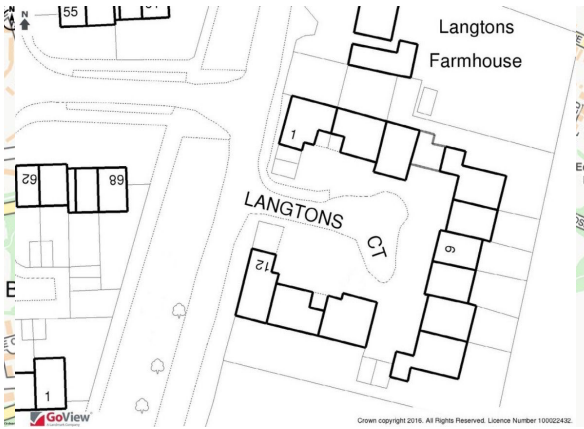 N
N
55
Langtons
Farmhouse
1
62
68
LANGTONS
CT
6
12
1
GoView
Crown copyright 2016. All Rights Reserved. Licence Number 100022432